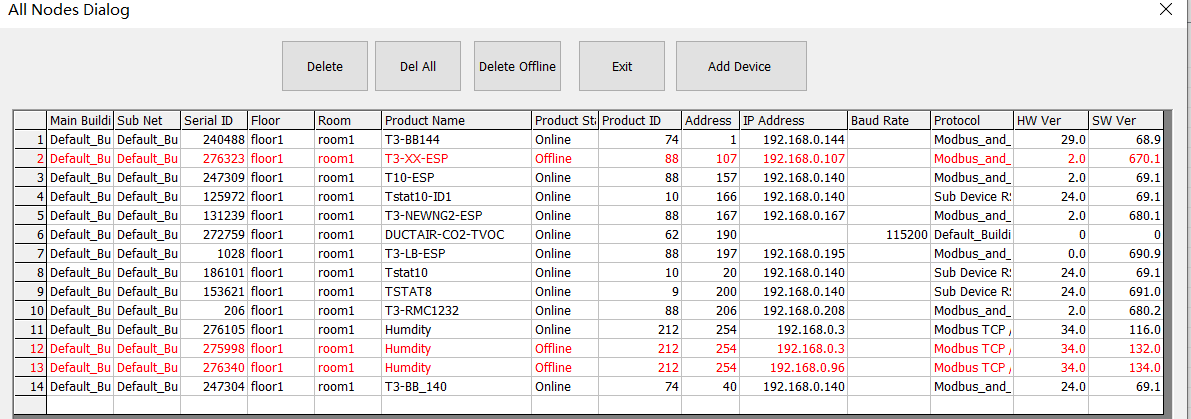 All Nodes Dialog
Delete Del All Delete Offline Exit Add Device
Main Buildi Sub Net Serial ID Floor Room Product Name Product Sta Product ID Address IP Address Baud Rate Protocol HW Ver SW Ver
1 Default_Bu Default_Bu 240488 floor1 room1 T3-BB144 Online 74 1 192.168.0.144 Modbus_and_ 29.0 68.9
2 Default_Bu Default_Bu 276323 floor1 room1 T3-XX-ESP Offline 88 107 192.168.0.107 Modbus_and_ 2.0 670.1
3 Default_Bu Default_Bu 247309 floor1 room1 T10-ESP Online 88 157 192.168.0.140 Modbus_and_ 2.0 69.1
4 Default_Bu Default_Bu 125972 floor1 room1 Tstat10-ID1 Online 10 166 192.168.0.140 Sub Device RS 24.0 69.1
5 Default_Bu Default_Bu 131239 floor1 room1 T3-NEWNG2-ESP Online 88 167 192.168.0.167 Modbus_and_ 2.0 680.1
6 Default_Bu Default_Bu 272759 floor1 room1 DUCTAIR-CO2-TVOC Online 62 190 115200 Default_Buildi 0 0
7 Default_Bu Default_Bu 1028 floor1 room1 T3-LB-ESP Online 88 197 192.168.0.195 Modbus_and_ 0.0 690.9
8 Default_Bu Default_Bu 186101 floor1 room1 Tstat10 Online 10 20 192.168.0.140 Sub Device RS 24.0 69.1
9 Default_Bu Default_Bu 153621 floor1 room1 TSTAT8 Online 9 200 192.168.0.140 Sub Device RS 24.0 691.0
10 Default_Bu Default_Bu 206 floor1 room1 T3-RMC1232 Online 88 206 192.168.0.208 Modbus_and_ 2.0 680.2
11 Default_Bu Default_Bu 276105 floor1 room1 Humdity Online 212 254 192.168.0.3 Modbus TCP / 34.0 116.0
12 Default_Bu Default_Bu 275998 floor1 room1 Humdity Offline 212 254 192.168.0.3 Modbus TCP / 34.0 132.0
13 Default_Bu Default_Bu 276340 floor1 room1 Humdity Offline 212 254 192.168.0.96 Modbus TCP / 34.0 134.0
14 Default_Bu Default_Bu 247304 floor1 room1 T3-BB_140 Online 74 40 192.168.0.140 Modbus_and_ 24.0 69.1